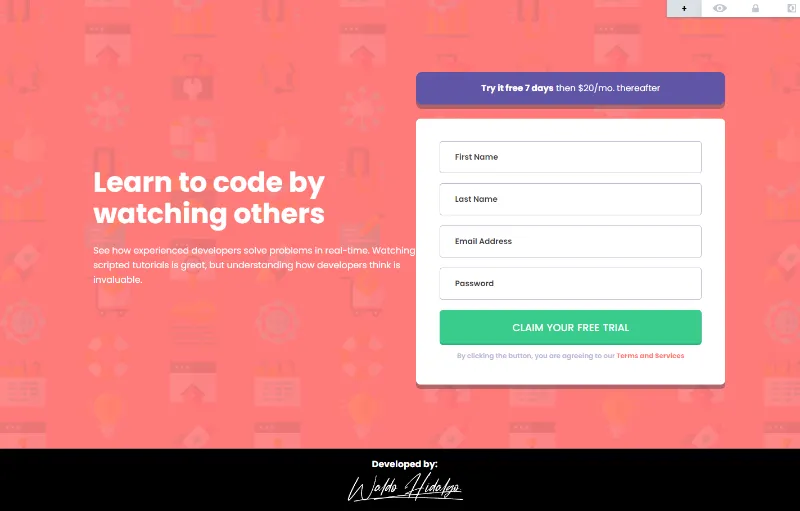 +
Try it free 7 days then $20/mo. thereafter
Learn to code by
watching others
See how experienced developers solve problems in real-time. Watching
scripted tutorials is great, but understanding how developers think is
invaluable.
First Name
Last Name
Email Address
Password
CLAIM YOUR FREE TRIAL
By clicking the button, you are agreeing to our Terms and Services
Developed by:
Waldo Hidalgo